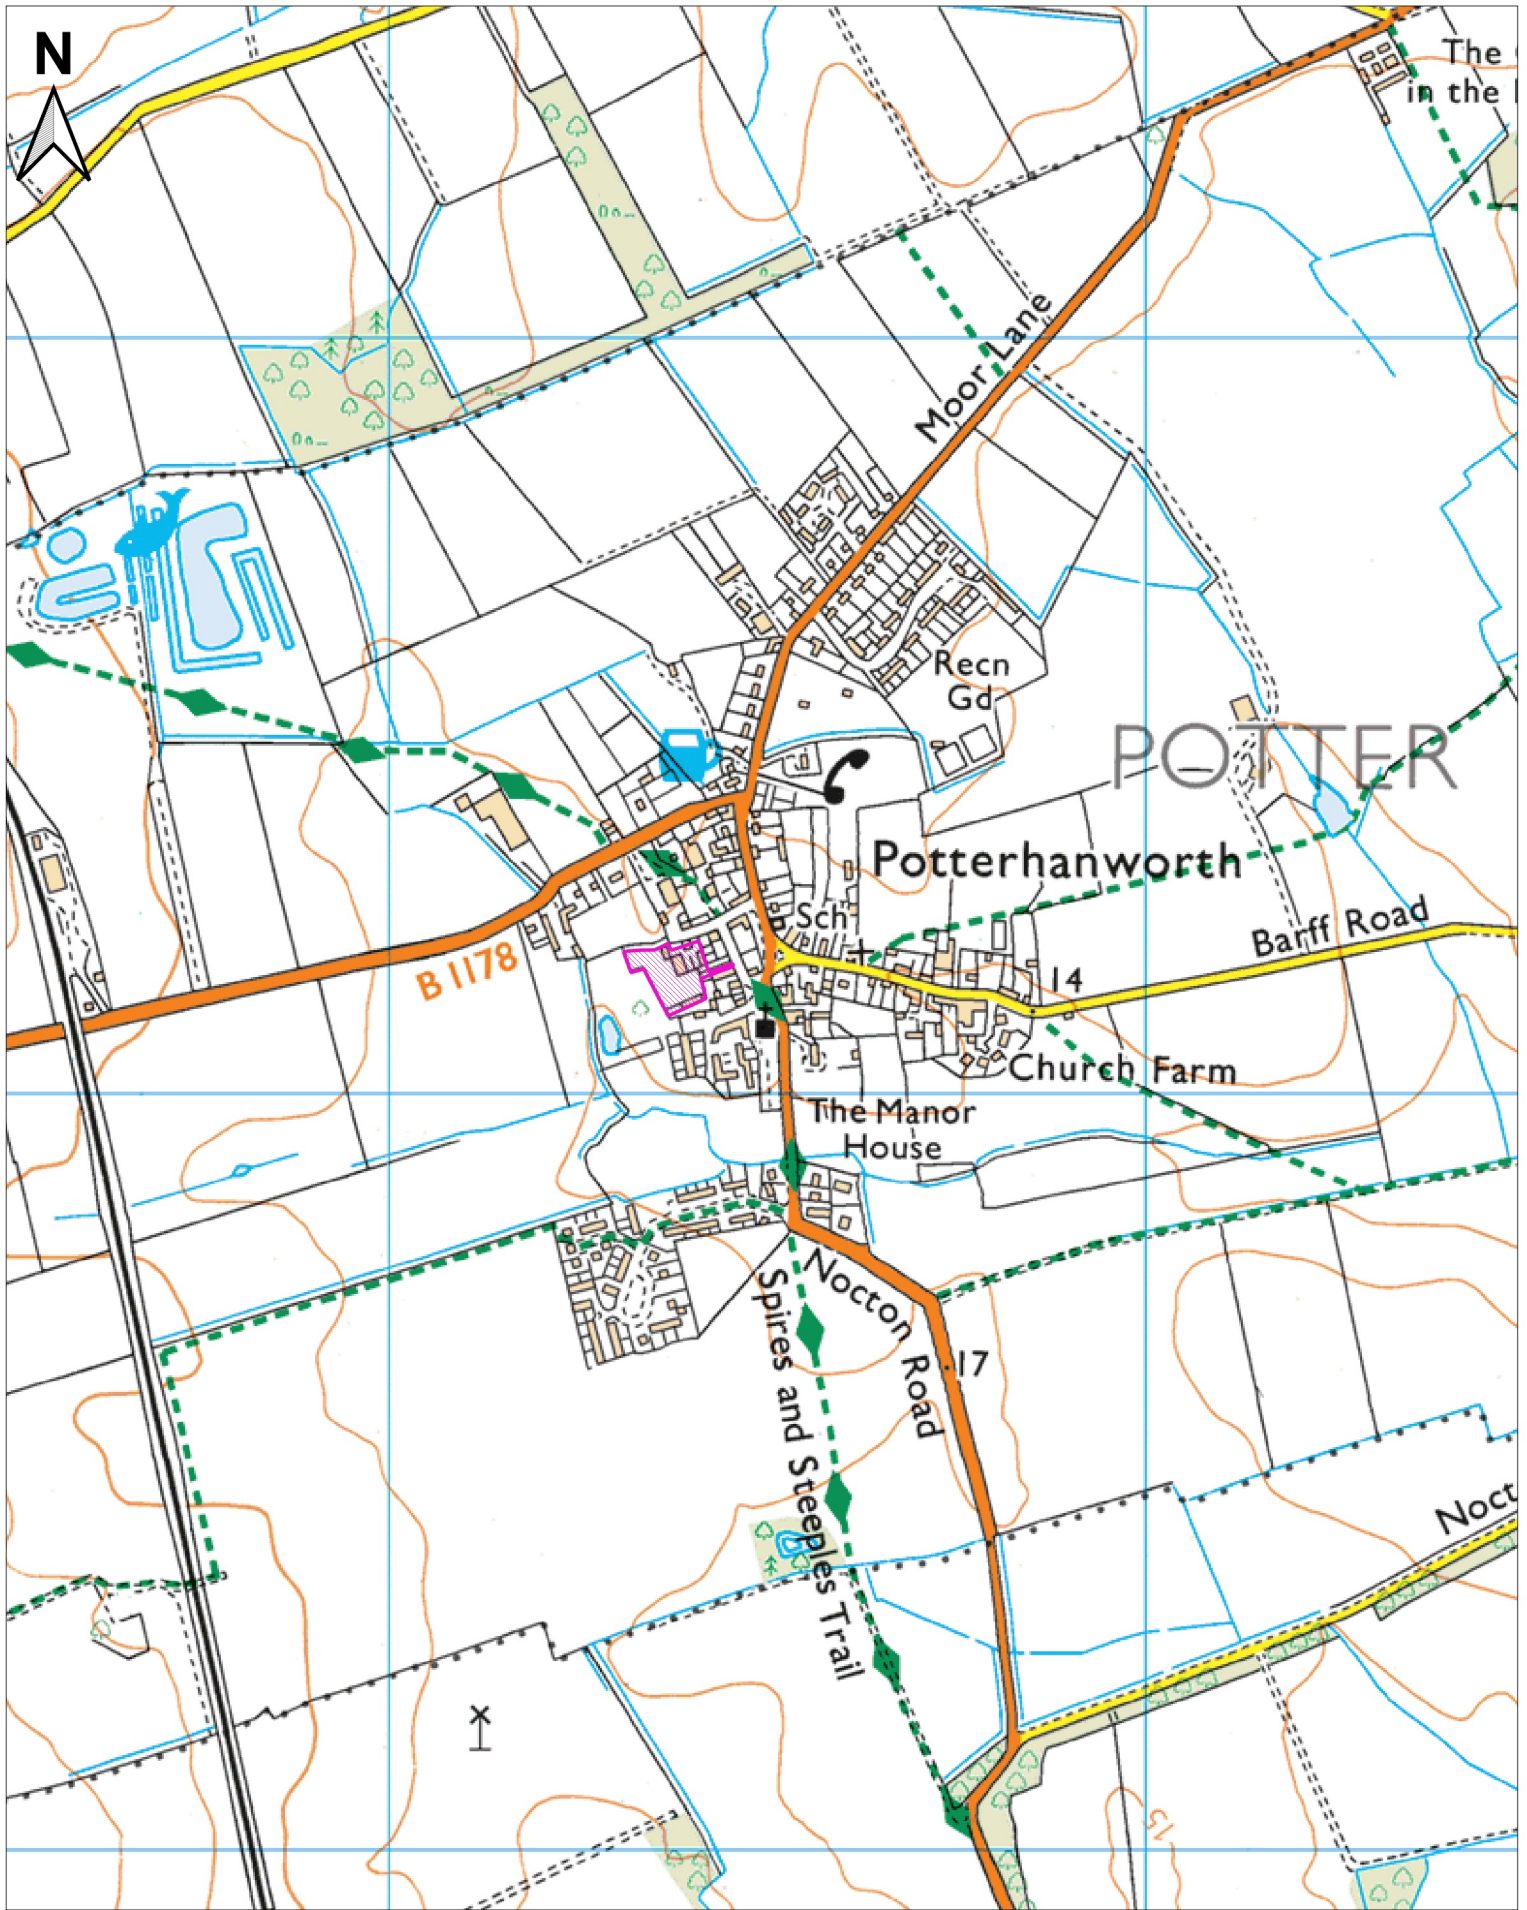 N
The
in the
Moor Lane
Recn
Gd
POTTER
Potterhanworth
Sch
Barff Road
B 1178
14
Church Farm
The Manor
House
Nocton Road
Spires and Steeples Trail
17
Noct
15